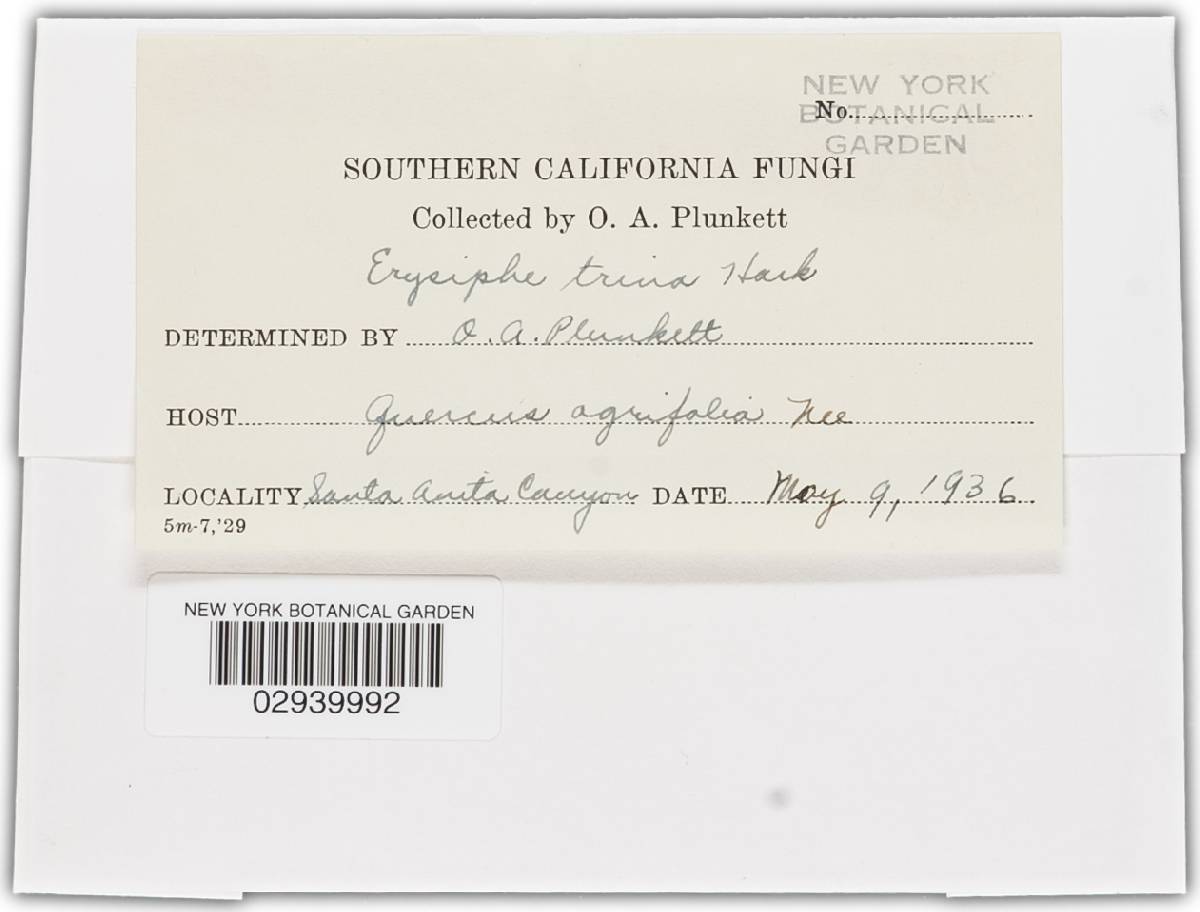 NEW YORK
BOTANICAL
GARDEN
No.
SOUTHERN CALIFORNIA FUNGI
Collected by O. A. Plunkett
Erysiphe trina Hark
DETERMINED BY O. A. Plunkett
HOST Quercus agrifolia Nee
LOCALITY Santa Anita Canyon DATE May 9, 1936
5m-7,'29
NEW YORK BOTANICAL GARDEN
02939992